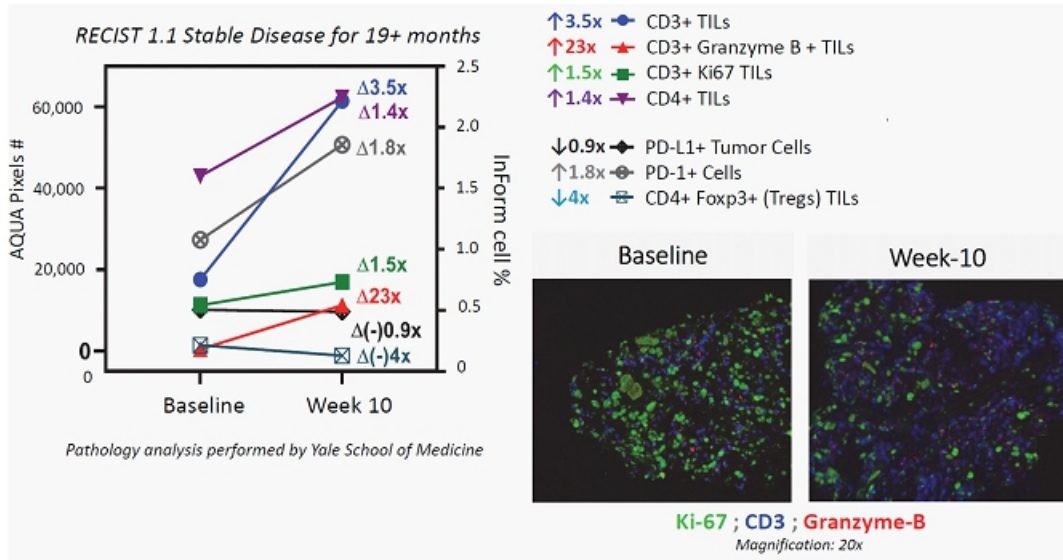 RECIST 1.1 Stable Disease for 19+ months
AQUA Pixels #
60,000
40,000
20,000
0
0
2.5
2.0
1.5
1.0
0.5
0
InForm cell %
Δ3.5x
Δ1.4x
Δ1.8x
Δ1.5x
Δ23x
Δ(-)0.9x
Δ(-)4x
Baseline
Week 10
Pathology analysis performed by Yale School of Medicine
↑3.5x CD3+ TILs
↑23x CD3+ Granzyme B + TILs
↑1.5x CD3+ Ki67 TILs
↑1.4x CD4+ TILs
↓0.9x PD-L1+ Tumor Cells
↑1.8x PD-1+ Cells
↓4x CD4+ Foxp3+ (Tregs) TILs
Baseline
Week-10
Ki-67 ; CD3 ; Granzyme-B
Magnification: 20x